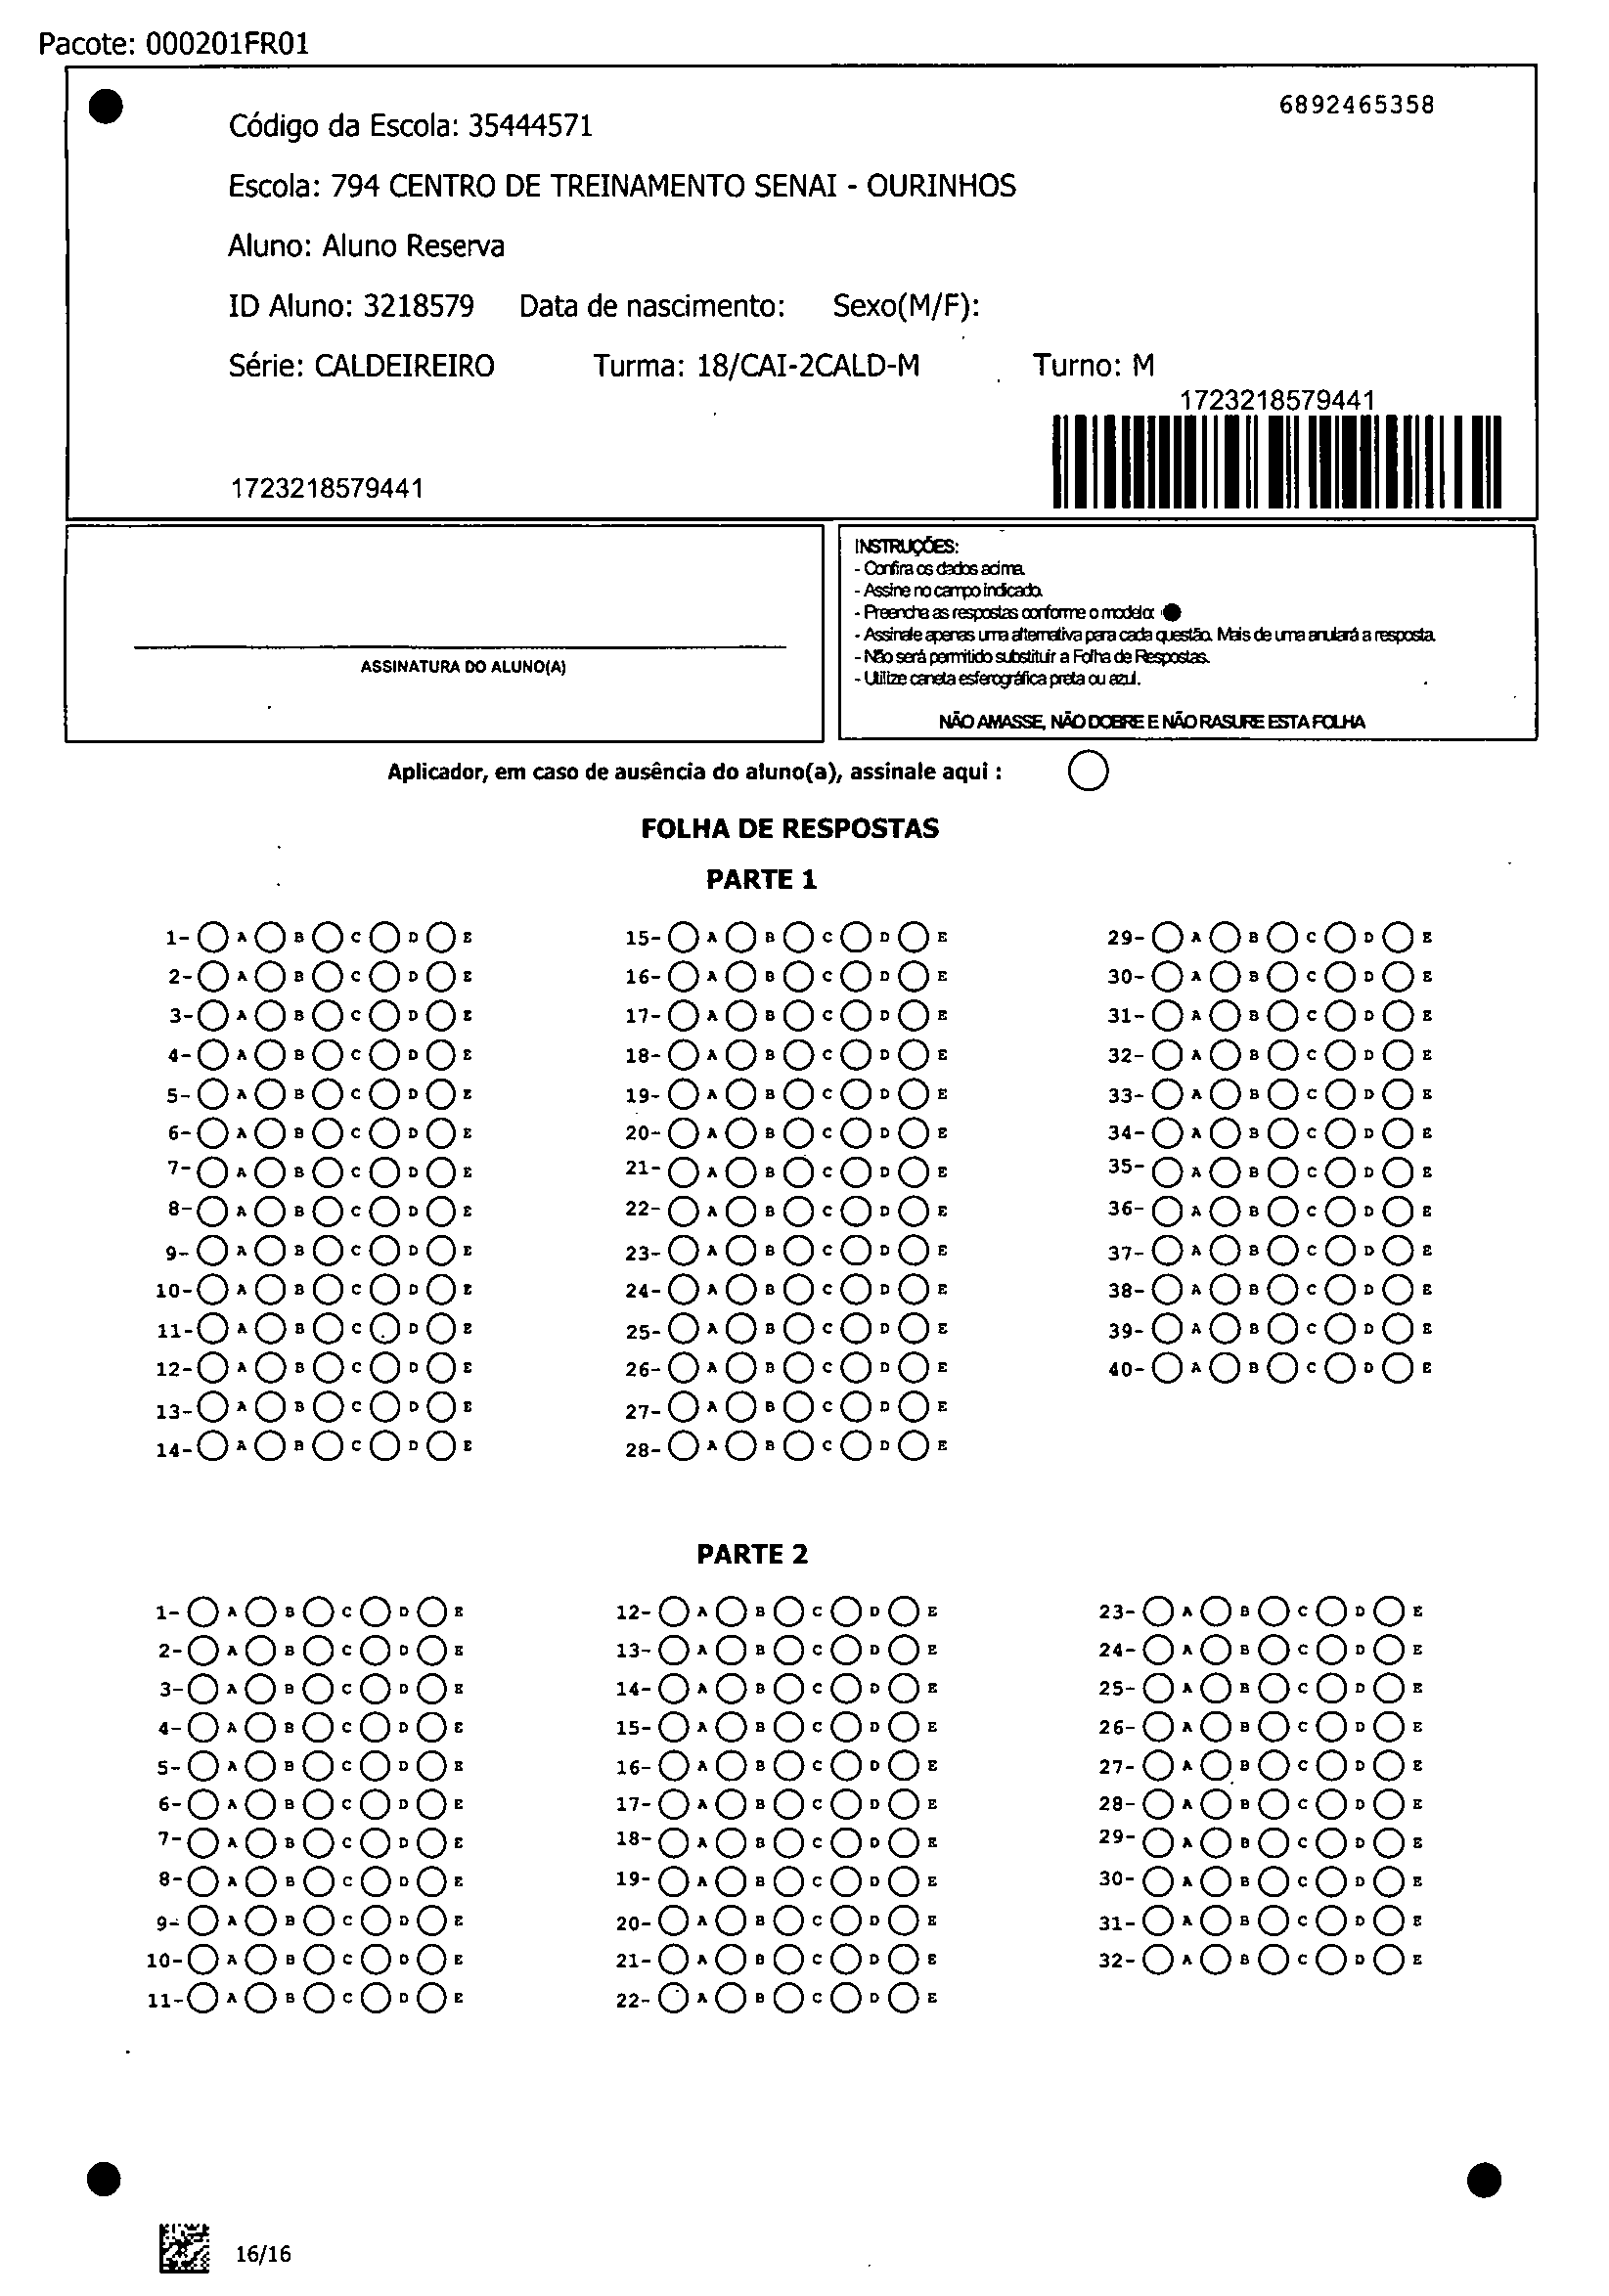 Pacote: 000201FR01
6892465358
Código da Escola: 35444571
Escola: 794 CENTRO DE TREINAMENTO SENAI - OURINHOS
Aluno: Aluno Reserva
ID Aluno: 3218579 Data de nascimento: Sexo(M/F):
Série: CALDEIREIRO Turma: 18/CAI-2CALD-M Turno: M
1723218579441
1723218579441
ASSINATURA DO ALUNO(A)
INSTRUÇÕES:
- Confira os dados acima.
- Assine no campo indicado.
- Preencha as respostas conforme o modelo:
- Assinale apenas uma alternativa para cada questão. Mais de uma anulará a resposta.
- Não será permitido substituir a Folha de Respostas.
- Utilize caneta esferográfica preta ou azul.
NÃO AMASSE, NÃO DOBRE E NÃO RASURE ESTA FOLHA
Aplicador, em caso de ausência do aluno(a), assinale aqui :
FOLHA DE RESPOSTAS
PARTE 1
1- A B C D E
2- A B C D E
3- A B C D E
4- A B C D E
5- A B C D E
6- A B C D E
7- A B C D E
8- A B C D E
9- A B C D E
10- A B C D E
11- A B C D E
12- A B C D E
13- A B C D E
14- A B C D E
15- A B C D E
16- A B C D E
17- A B C D E
18- A B C D E
19- A B C D E
20- A B C D E
21- A B C D E
22- A B C D E
23- A B C D E
24- A B C D E
25- A B C D E
26- A B C D E
27- A B C D E
28- A B C D E
29- A B C D E
30- A B C D E
31- A B C D E
32- A B C D E
33- A B C D E
34- A B C D E
35- A B C D E
36- A B C D E
37- A B C D E
38- A B C D E
39- A B C D E
40- A B C D E
PARTE 2
1- A B C D E
2- A B C D E
3- A B C D E
4- A B C D E
5- A B C D E
6- A B C D E
7- A B C D E
8- A B C D E
9- A B C D E
10- A B C D E
11- A B C D E
12- A B C D E
13- A B C D E
14- A B C D E
15- A B C D E
16- A B C D E
17- A B C D E
18- A B C D E
19- A B C D E
20- A B C D E
21- A B C D E
22- A B C D E
23- A B C D E
24- A B C D E
25- A B C D E
26- A B C D E
27- A B C D E
28- A B C D E
29- A B C D E
30- A B C D E
31- A B C D E
32- A B C D E
16/16